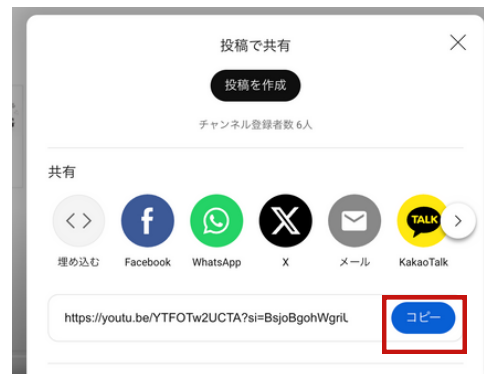 投稿で共有
投稿を作成
チャンネル登録者数 6人
共有
TALK
埋め込む Facebook WhatsApp X メール KakaoTalk
https://youtu.be/YTFOTw2UCTA?si=BsjoBgohWgriL
コピー